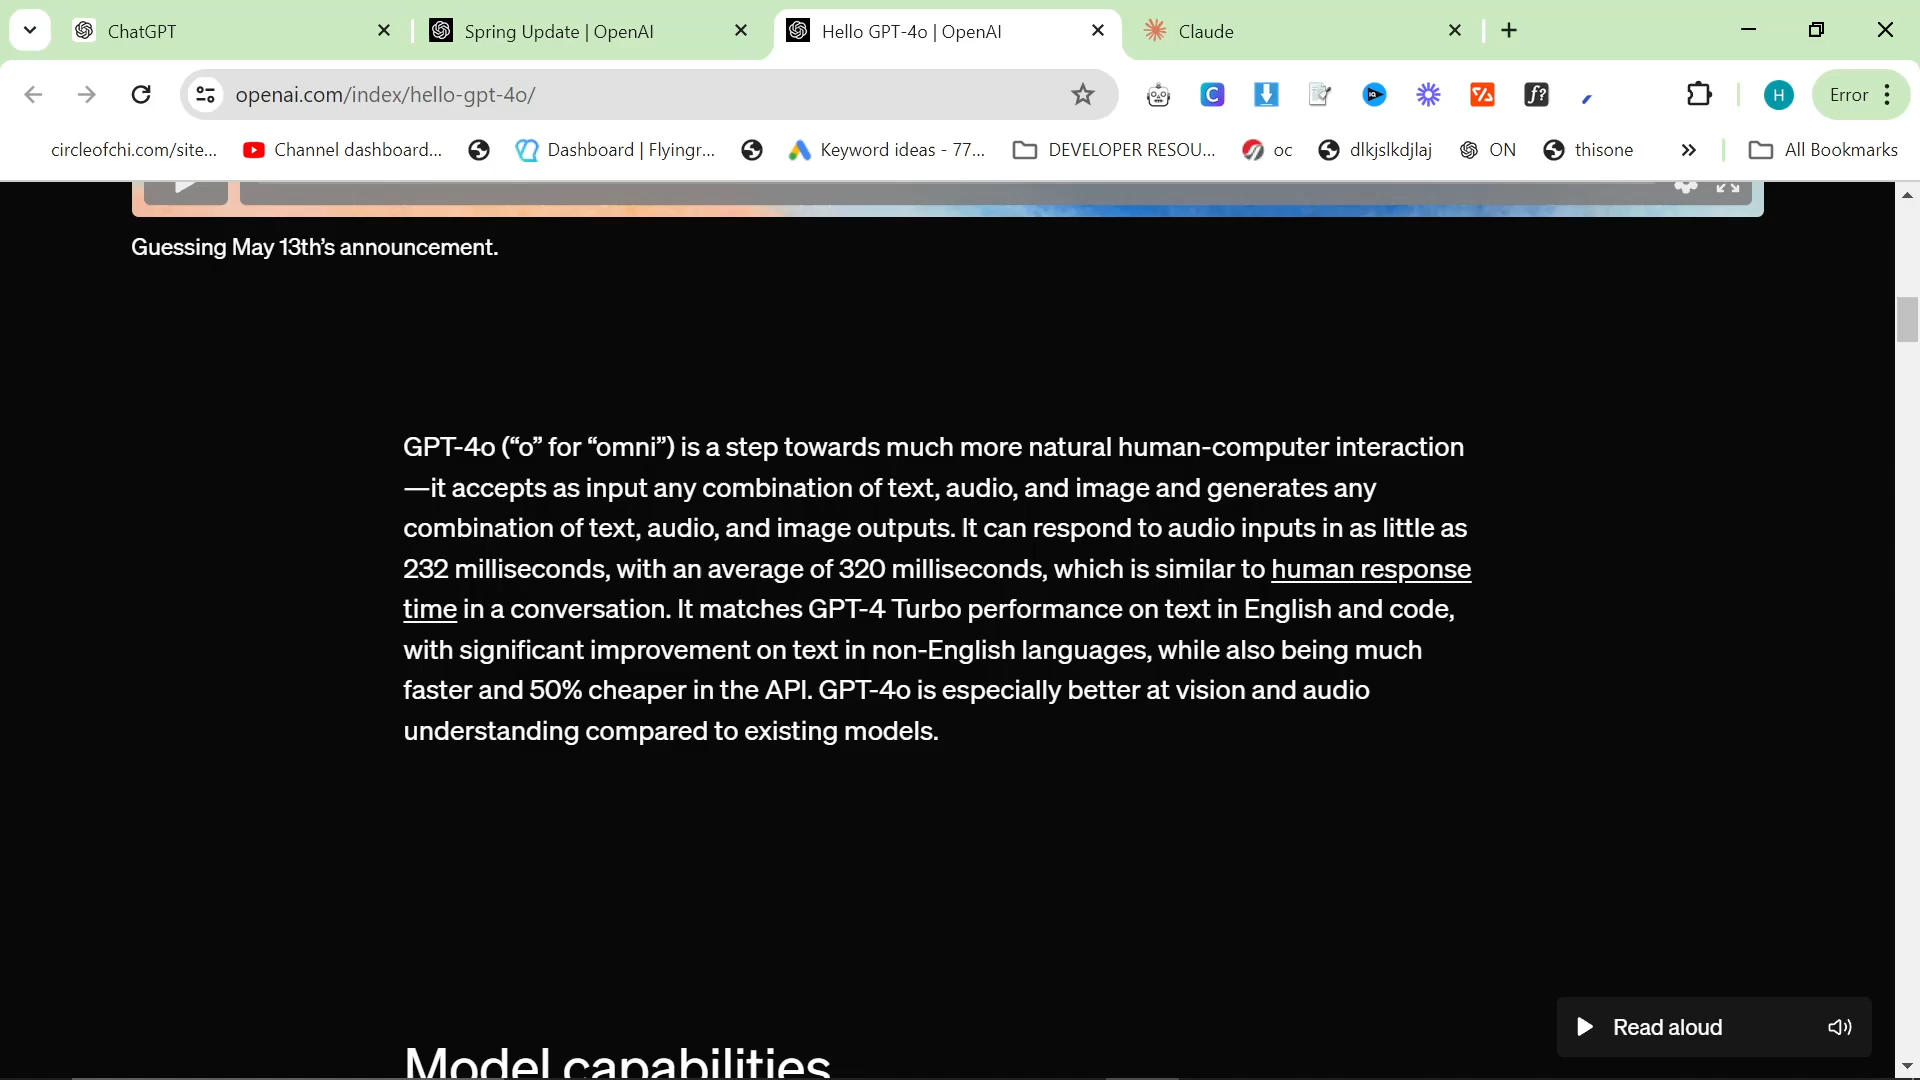 ChatGPT
Spring Update | OpenAI
Hello GPT-4o | OpenAI
Claude
openai.com/index/hello-gpt-4o/
H
Error
circleofchi.com/site...
Channel dashboard...
Dashboard | Flyingr...
Keyword ideas - 77...
DEVELOPER RESOU...
oc
dlkjslkdjlaj
ON
thisone
All Bookmarks
Guessing May 13th’s announcement.
GPT-4o (“o” for “omni”) is a step towards much more natural human-computer interaction
—it accepts as input any combination of text, audio, and image and generates any
combination of text, audio, and image outputs. It can respond to audio inputs in as little as
232 milliseconds, with an average of 320 milliseconds, which is similar to human response
time in a conversation. It matches GPT-4 Turbo performance on text in English and code,
with significant improvement on text in non-English languages, while also being much
faster and 50% cheaper in the API. GPT-4o is especially better at vision and audio
understanding compared to existing models.
Read aloud
Model capabilities